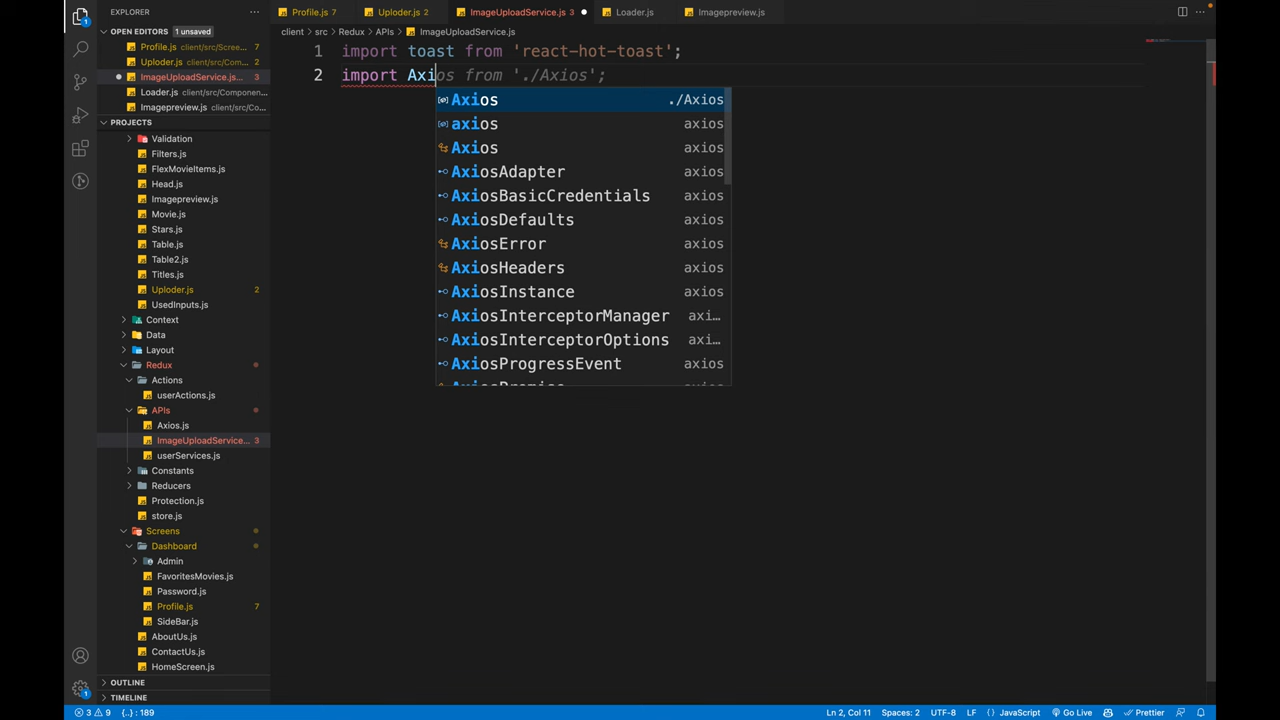 EXPLORER
Profile.js 7
Uploder.js 2
ImageUploadService.js 3
Loader.js
Imagepreview.js
OPEN EDITORS 1 unsaved
Profile.js client/src/Scree... 7
Uploder.js client/src/Com... 2
ImageUploadService.js... 3
Loader.js client/src/Componen...
Imagepreview.js client/src/Co...
PROJECTS
Validation
Filters.js
FlexMovieItems.js
Head.js
Imagepreview.js
Movie.js
Stars.js
Table.js
Table2.js
Titles.js
Uploder.js 2
UsedInputs.js
Context
Data
Layout
Redux
Actions
userActions.js
APIs
Axios.js
ImageUploadService... 3
userServices.js
Constants
Reducers
Protection.js
store.js
Screens
Dashboard
Admin
FavoritesMovies.js
Password.js
Profile.js 7
SideBar.js
AboutUs.js
ContactUs.js
HomeScreen.js
OUTLINE
TIMELINE
client > src > Redux > APIs > ImageUploadService.js
1 import toast from 'react-hot-toast';
2 import Axios from './Axios';
Axios ./Axios
axios axios
Axios axios
AxiosAdapter axios
AxiosBasicCredentials axios
AxiosDefaults axios
AxiosError axios
AxiosHeaders axios
AxiosInstance axios
AxiosInterceptorManager axi...
AxiosInterceptorOptions axi...
AxiosProgressEvent axios
1
1
3 9 {..} : 189 Ln 2, Col 11 Spaces: 2 UTF-8 LF {} JavaScript Go Live Prettier